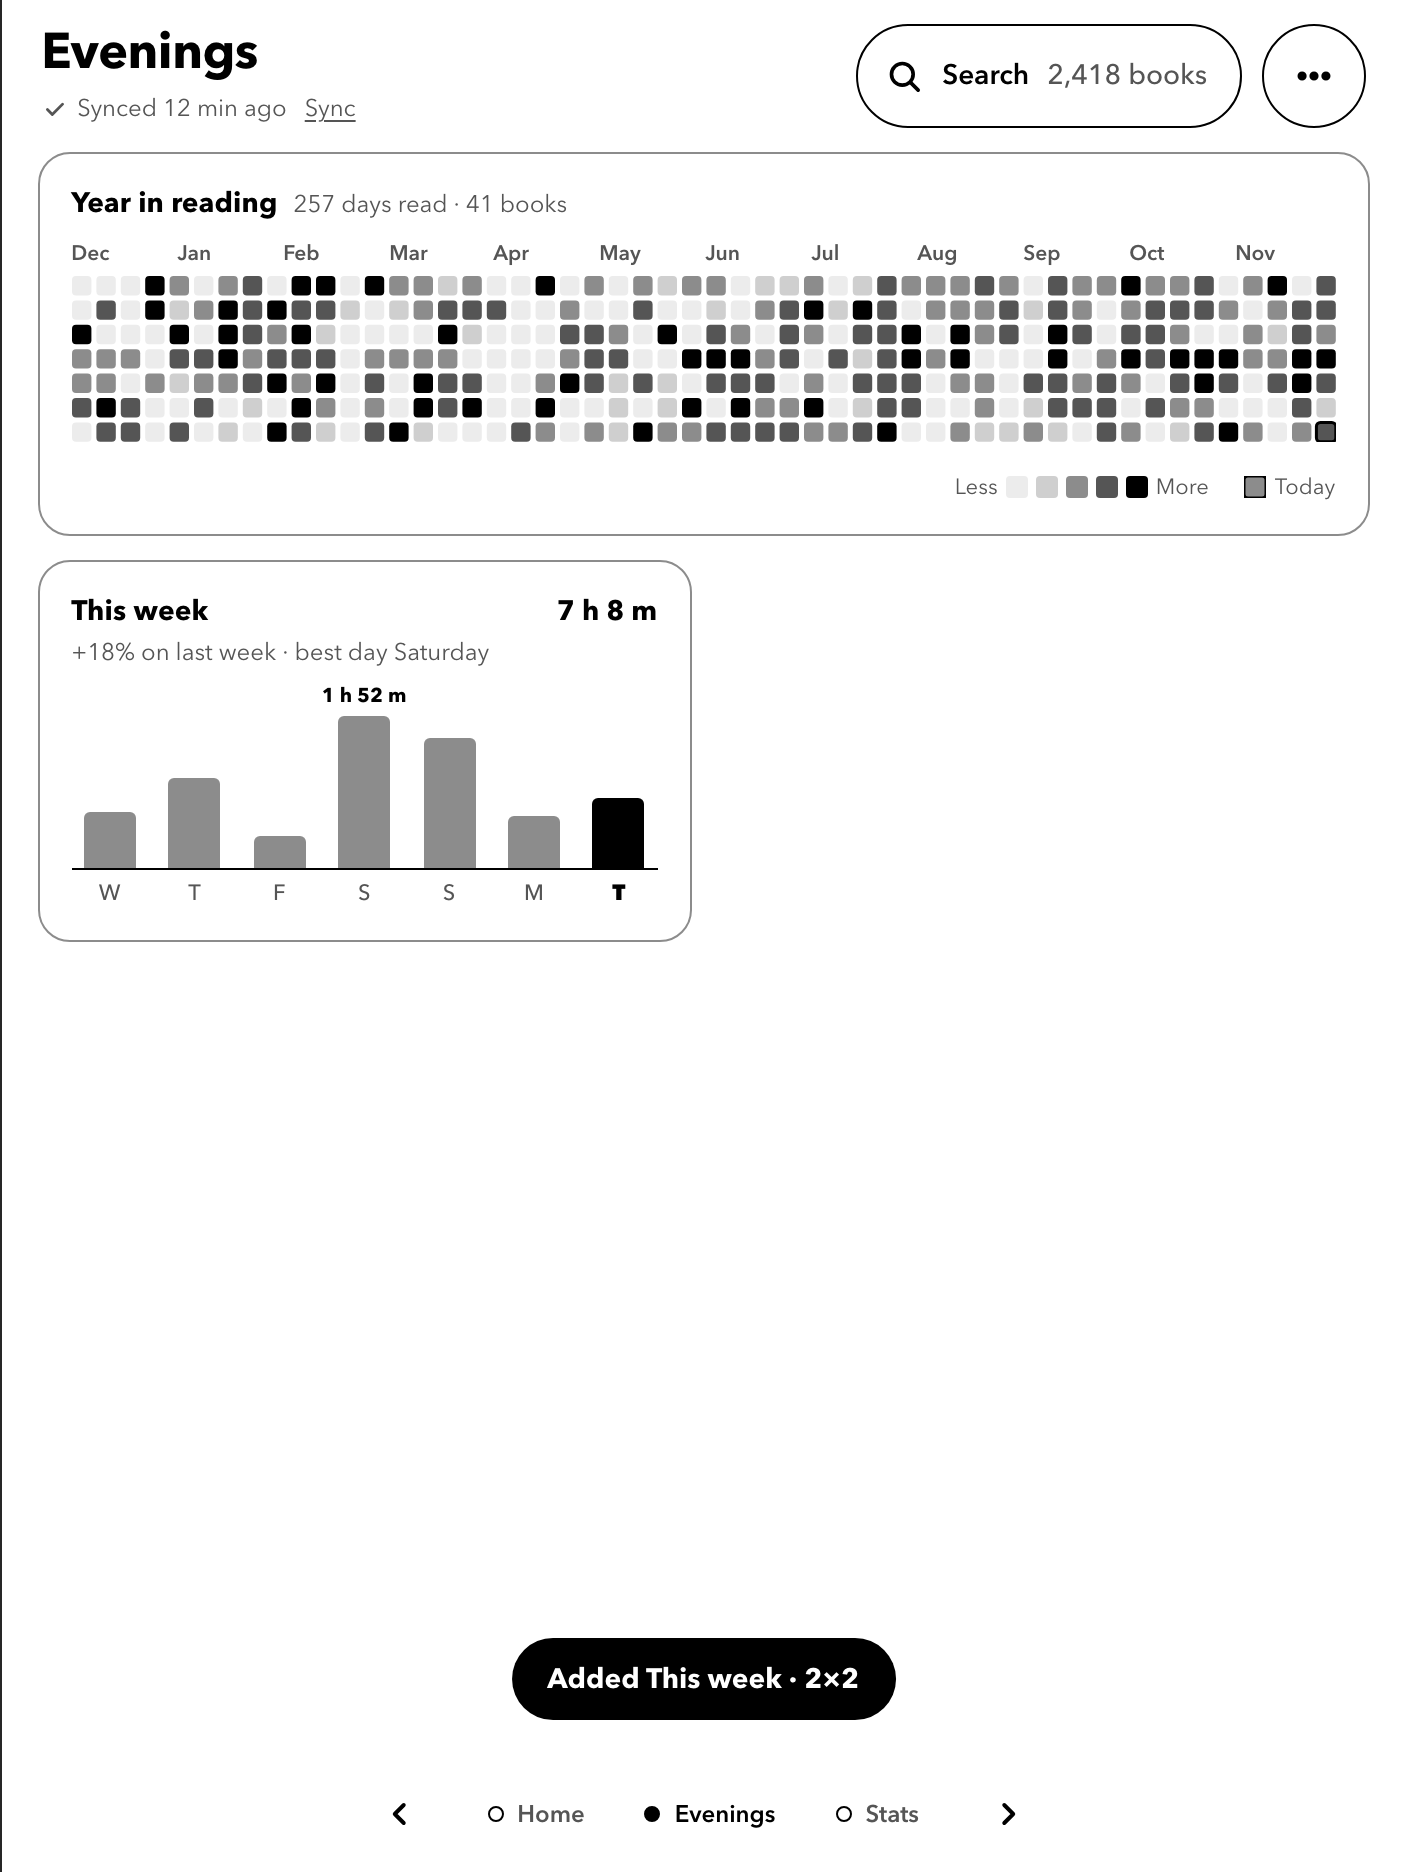 Evenings
Synced 12 min ago Sync
Search 2,418 books
Year in reading 257 days read · 41 books
Dec Jan Feb Mar Apr May Jun Jul Aug Sep Oct Nov
Less More Today
This week 7 h 8 m
+18% on last week · best day Saturday
1 h 52 m
W T F S S M T
Added This week · 2×2
Home Evenings Stats